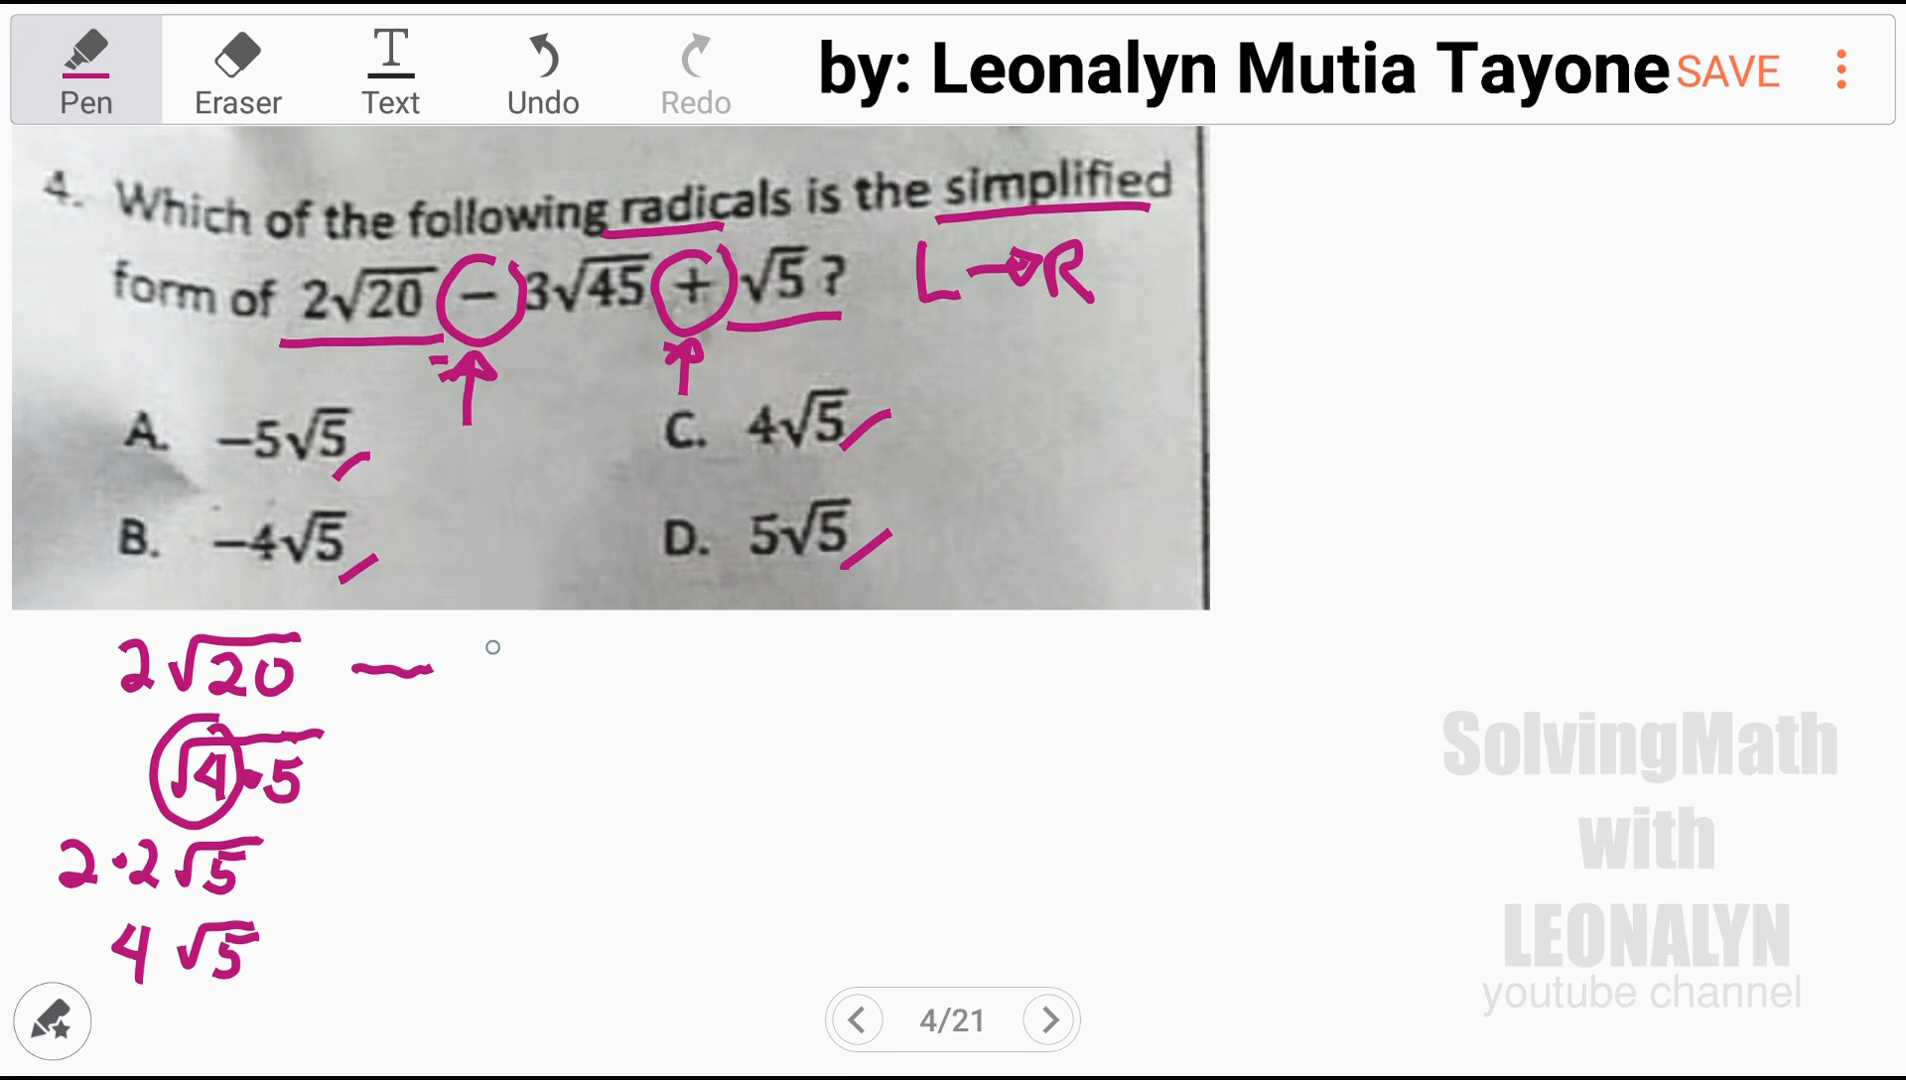 Pen Eraser Text Undo Redo by: Leonalyn Mutia Tayone SAVE
4. Which of the following radicals is the simplified
form of 2√20 − 3√45 + √5 ? L → R
A. −5√5 C. 4√5
B. −4√5 D. 5√5
2√20 —
√4·5
2·2√5
4√5
SolvingMath
with
LEONALYN
youtube channel
4/21